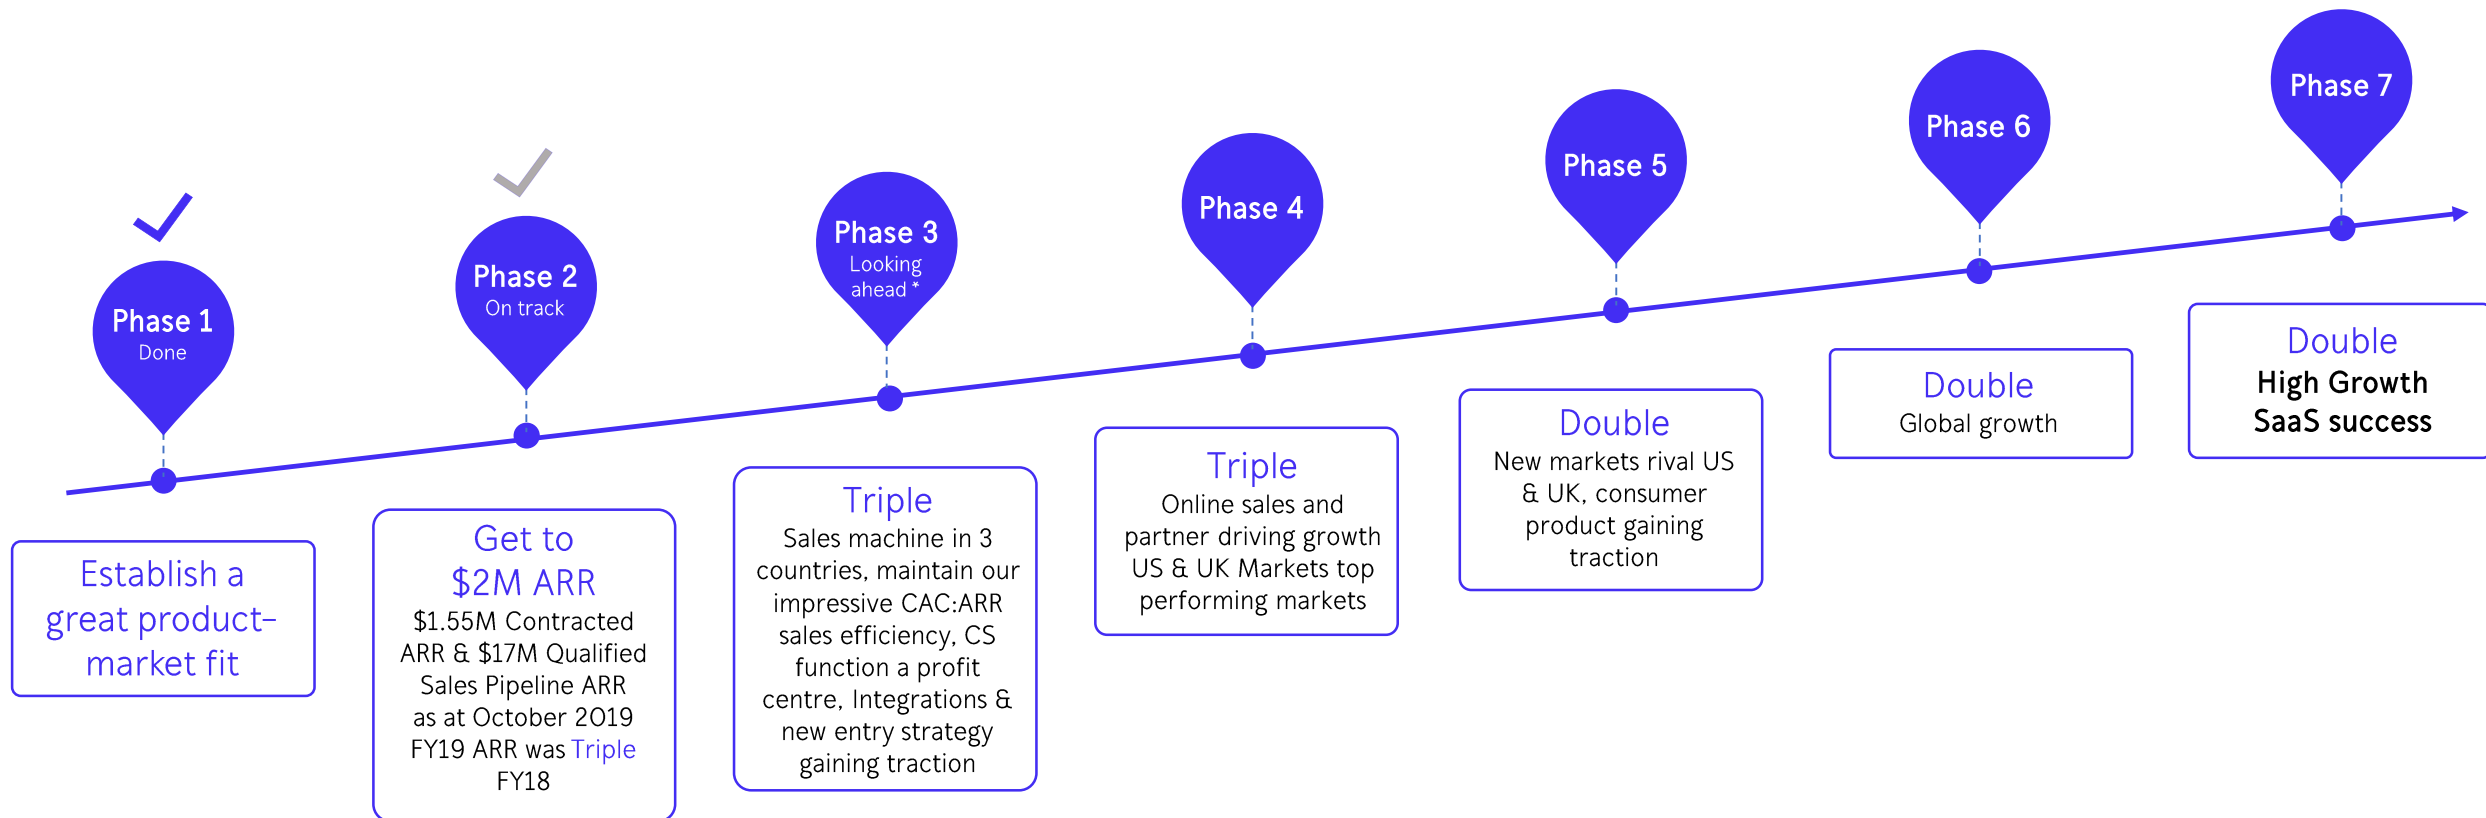 Phase 1
Done
Establish a
great product-
market fit
Phase 2
On track
Get to
$2M ARR
$1.55M Contracted
ARR & $17M Qualified
Sales Pipeline ARR
as at October 2019
FY19 ARR was Triple
FY18
Phase 3
Looking
ahead *
Triple
Sales machine in 3
countries, maintain our
impressive CAC:ARR
sales efficiency, CS
function a profit
centre, Integrations &
new entry strategy
gaining traction
Phase 4
Triple
Online sales and
partner driving growth
US & UK Markets top
performing markets
Phase 5
Double
New markets rival US
& UK, consumer
product gaining
traction
Phase 6
Double
Global growth
Phase 7
Double
High Growth
SaaS success